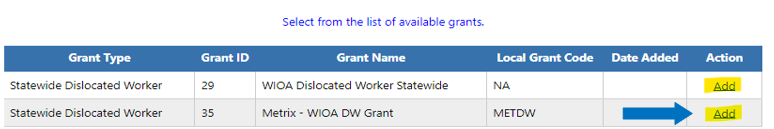 Select from the list of available grants.
Grant Type Grant ID Grant Name Local Grant Code Date Added Action
Statewide Dislocated Worker 29 WIOA Dislocated Worker Statewide NA Add
Statewide Dislocated Worker 35 Metrix - WIOA DW Grant METDW Add